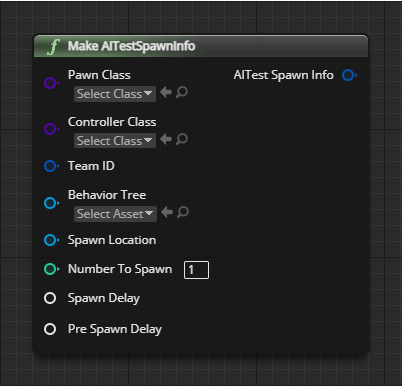 f Make AITestSpawnInfo
Pawn Class
AITest Spawn Info
Select Class
Controller Class
Select Class
Team ID
Behavior Tree
Select Asset
Spawn Location
Number To Spawn 1
Spawn Delay
Pre Spawn Delay